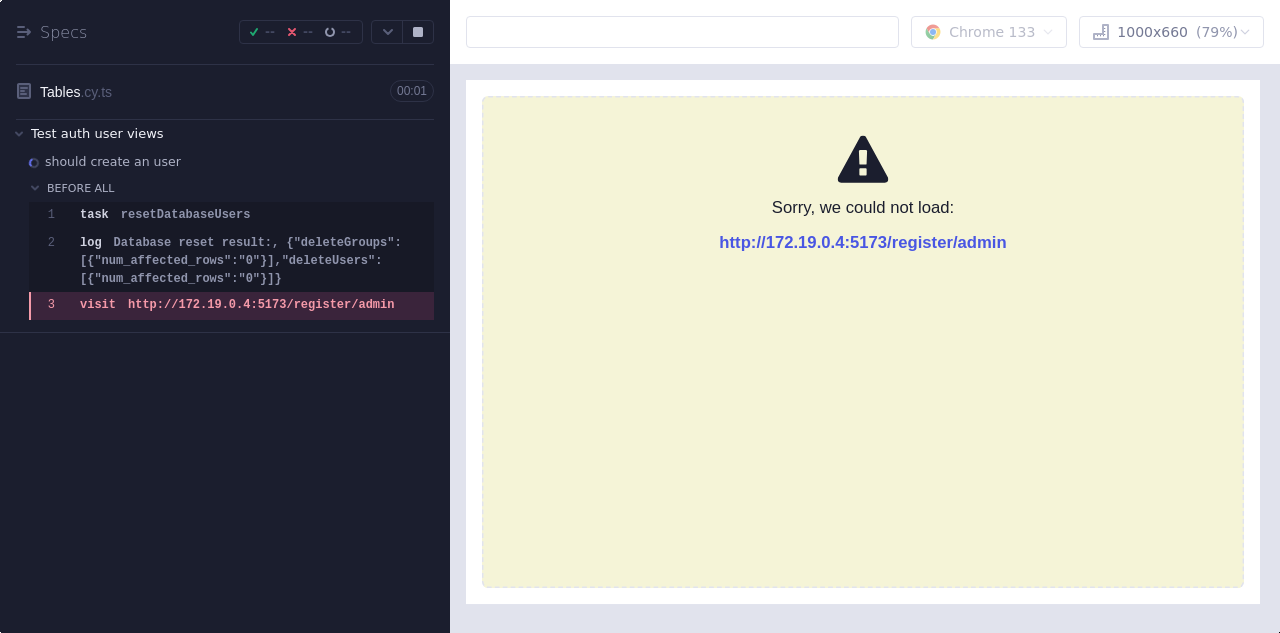 Specs
--
--
--
Chrome 133
1000x660 (79%)
Tables.cy.ts
00:01
Test auth user views
should create an user
BEFORE ALL
1 task resetDatabaseUsers
2 log Database reset result:, {"deleteGroups":
[{"num_affected_rows":"0"}],"deleteUsers":
[{"num_affected_rows":"0"}]}
3 visit http://172.19.0.4:5173/register/admin
Sorry, we could not load:
http://172.19.0.4:5173/register/admin